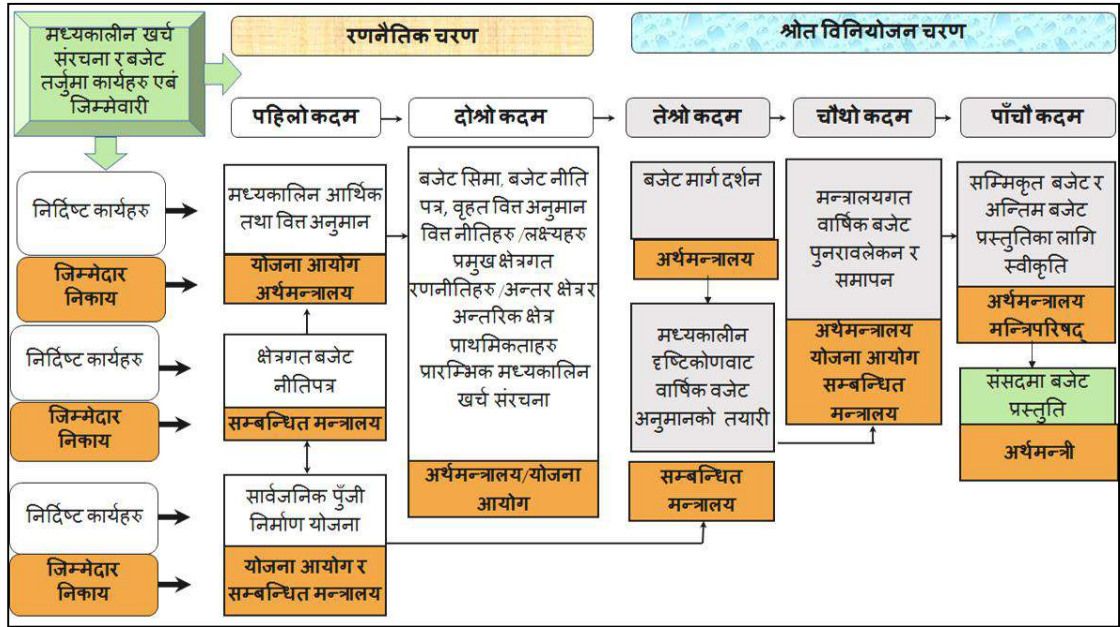 मध्यकालीन खर्च
संरचना र बजेट
तर्जुमा कार्यहरु एबं
जिम्मेवारी
रणनैतिक चरण
श्रोत विनियोजन चरण
पहिलो कदम
दोश्रो कदम
तेश्रो कदम
चौथो कदम
पाँचौ कदम
निर्दिष्ट कार्यहरु
जिम्मेदार
निकाय
निर्दिष्ट कार्यहरु
जिम्मेदार
निकाय
निर्दिष्ट कार्यहरु
जिम्मेदार
निकाय
मध्यकालिन आर्थिक
तथा वित्त अनुमान
योजना आयोग
अर्थमन्त्रालय
क्षेत्रगत बजेट
नीतिपत्र
सम्बन्धित मन्त्रालय
सार्वजनिक पुँजी
निर्माण योजना
योजना आयोग र
सम्बन्धित मन्त्रालय
बजेट सिमा, बजेट नीति
पत्र, वृहत वित्त अनुमान
वित्त नीतिहरु /लक्ष्यहरु
प्रमुख क्षेत्रगत
रणनीतिहरु /अन्तर क्षेत्र र
अन्तरिक क्षेत्र
प्राथमिकताहरु
प्रारम्भिक मध्यकालिन
खर्च संरचना
अर्थमन्त्रालय/योजना
आयोग
बजेट मार्ग दर्शन
अर्थमन्त्रालय
मध्यकालीन
दृष्टिकोणवाट
वार्षिक वजेट
अनुमानको तयारी
सम्बन्धित
मन्त्रालय
मन्त्रालयगत
वार्षिक बजेट
पुनरावलेकन र
समापन
अर्थमन्त्रालय
योजना आयोग
सम्बन्धित
मन्त्रालय
सम्मिकृत बजेट र
अन्तिम बजेट
प्रस्तुतिका लागि
स्वीकृति
अर्थमन्त्रालय
मन्त्रिपरिषद्
संसदमा बजेट
प्रस्तुति
अर्थमन्त्री